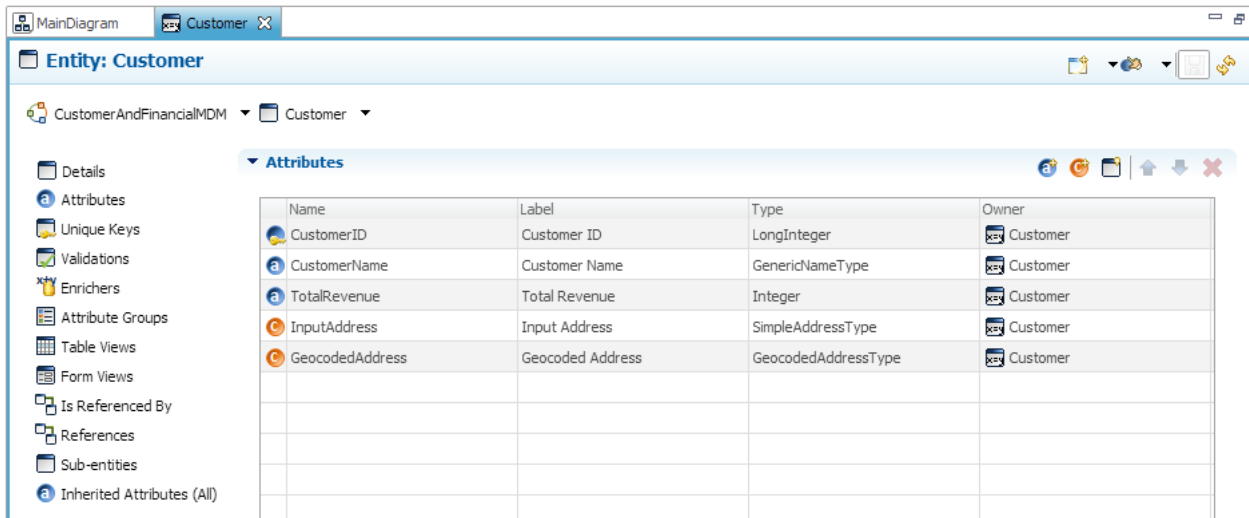 MainDiagram
Customer
Entity: Customer
CustomerAndFinancialMDM Customer
Details
Attributes
Unique Keys
Validations
Enrichers
Attribute Groups
Table Views
Form Views
Is Referenced By
References
Sub-entities
Inherited Attributes (All)
Attributes
Name Label Type Owner
CustomerID Customer ID LongInteger Customer
CustomerName Customer Name GenericNameType Customer
TotalRevenue Total Revenue Integer Customer
InputAddress Input Address SimpleAddressType Customer
GeocodedAddress Geocoded Address GeocodedAddressType Customer